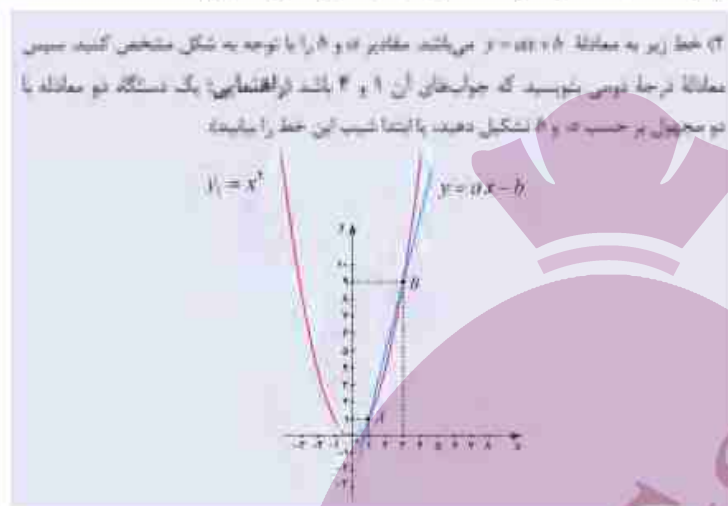 ۲) خط زیر به معادلهٔ y = ax + b می‌باشد. مقادیر a و b را با توجه به شکل مشخص کنید. سپس
معادلهٔ درجهٔ دومی بنویسید که جواب‌های آن ۱ و ۳ باشد (راهنمایی: یک دستگاه دو معادله با
دو مجهول بر حسب a و b تشکیل دهید، یا ابتدا شیب این خط را بیابید).
y₁ = x² y = ax − b
y
B
A
x